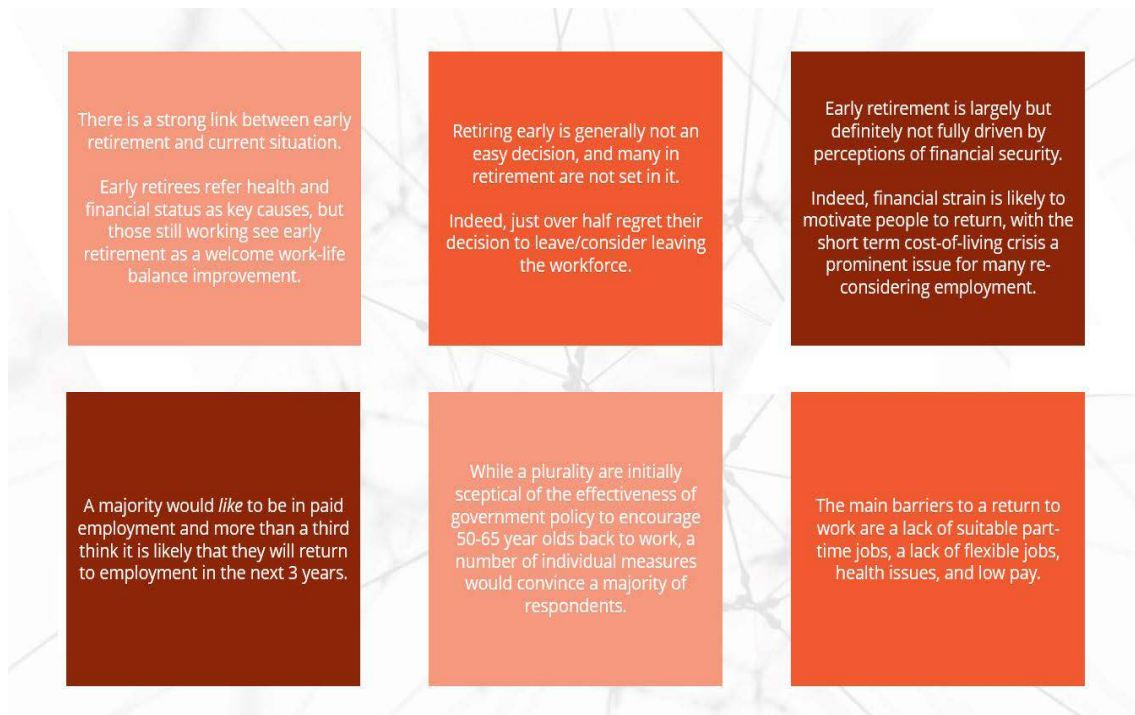 There is a strong link between early
retirement and current situation.
Early retirees refer health and
financial status as key causes, but
those still working see early
retirement as a welcome work-life
balance improvement.
Retiring early is generally not an
easy decision, and many in
retirement are not set in it.
Indeed, just over half regret their
decision to leave/consider leaving
the workforce.
Early retirement is largely but
definitely not fully driven by
perceptions of financial security.
Indeed, financial strain is likely to
motivate people to return, with the
short term cost-of-living crisis a
prominent issue for many re-
considering employment.
A majority would like to be in paid
employment and more than a third
think it is likely that they will return
to employment in the next 3 years.
While a plurality are initially
sceptical of the effectiveness of
government policy to encourage
50-65 year olds back to work, a
number of individual measures
would convince a majority of
respondents.
The main barriers to a return to
work are a lack of suitable part-
time jobs, a lack of flexible jobs,
health issues, and low pay.